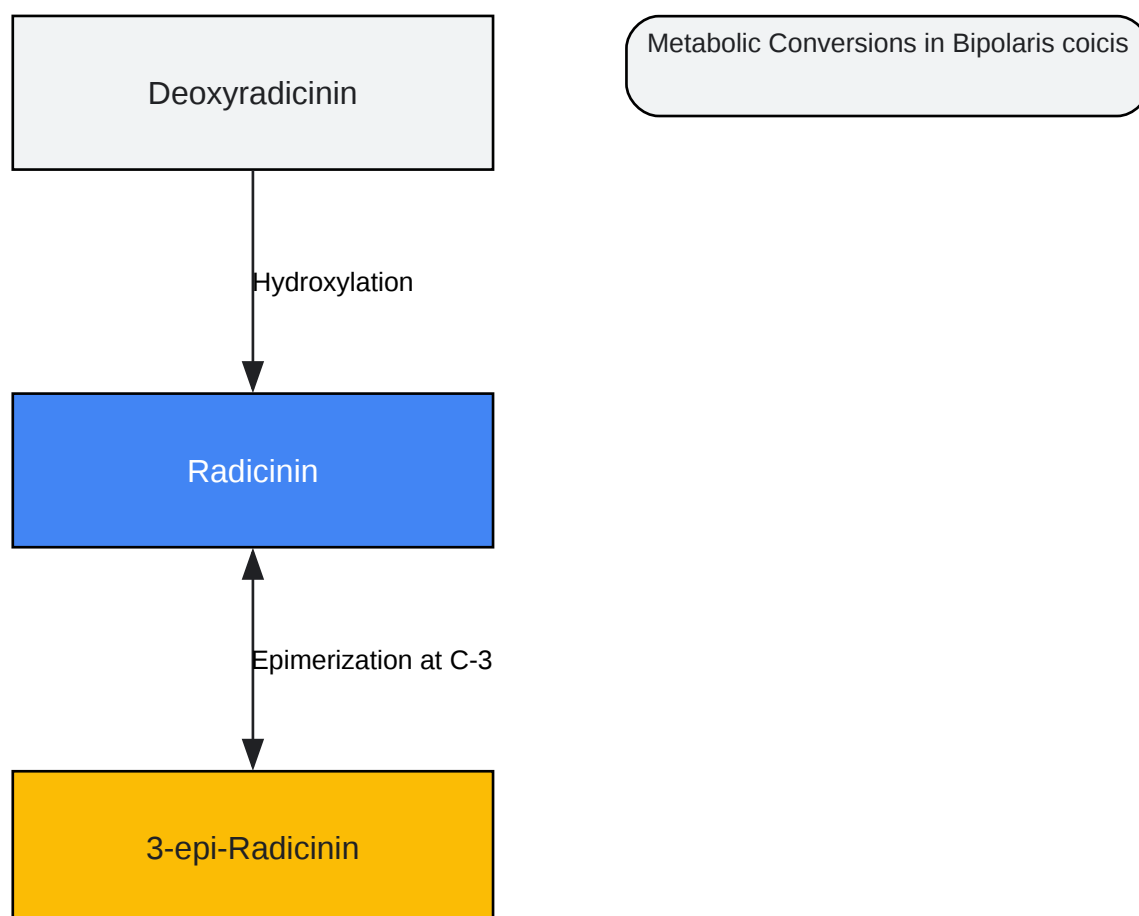 Deoxyradicinin
Metabolic Conversions in Bipolaris coicis
Hydroxylation
Radicinin
Epimerization at C-3
3-epi-Radicinin